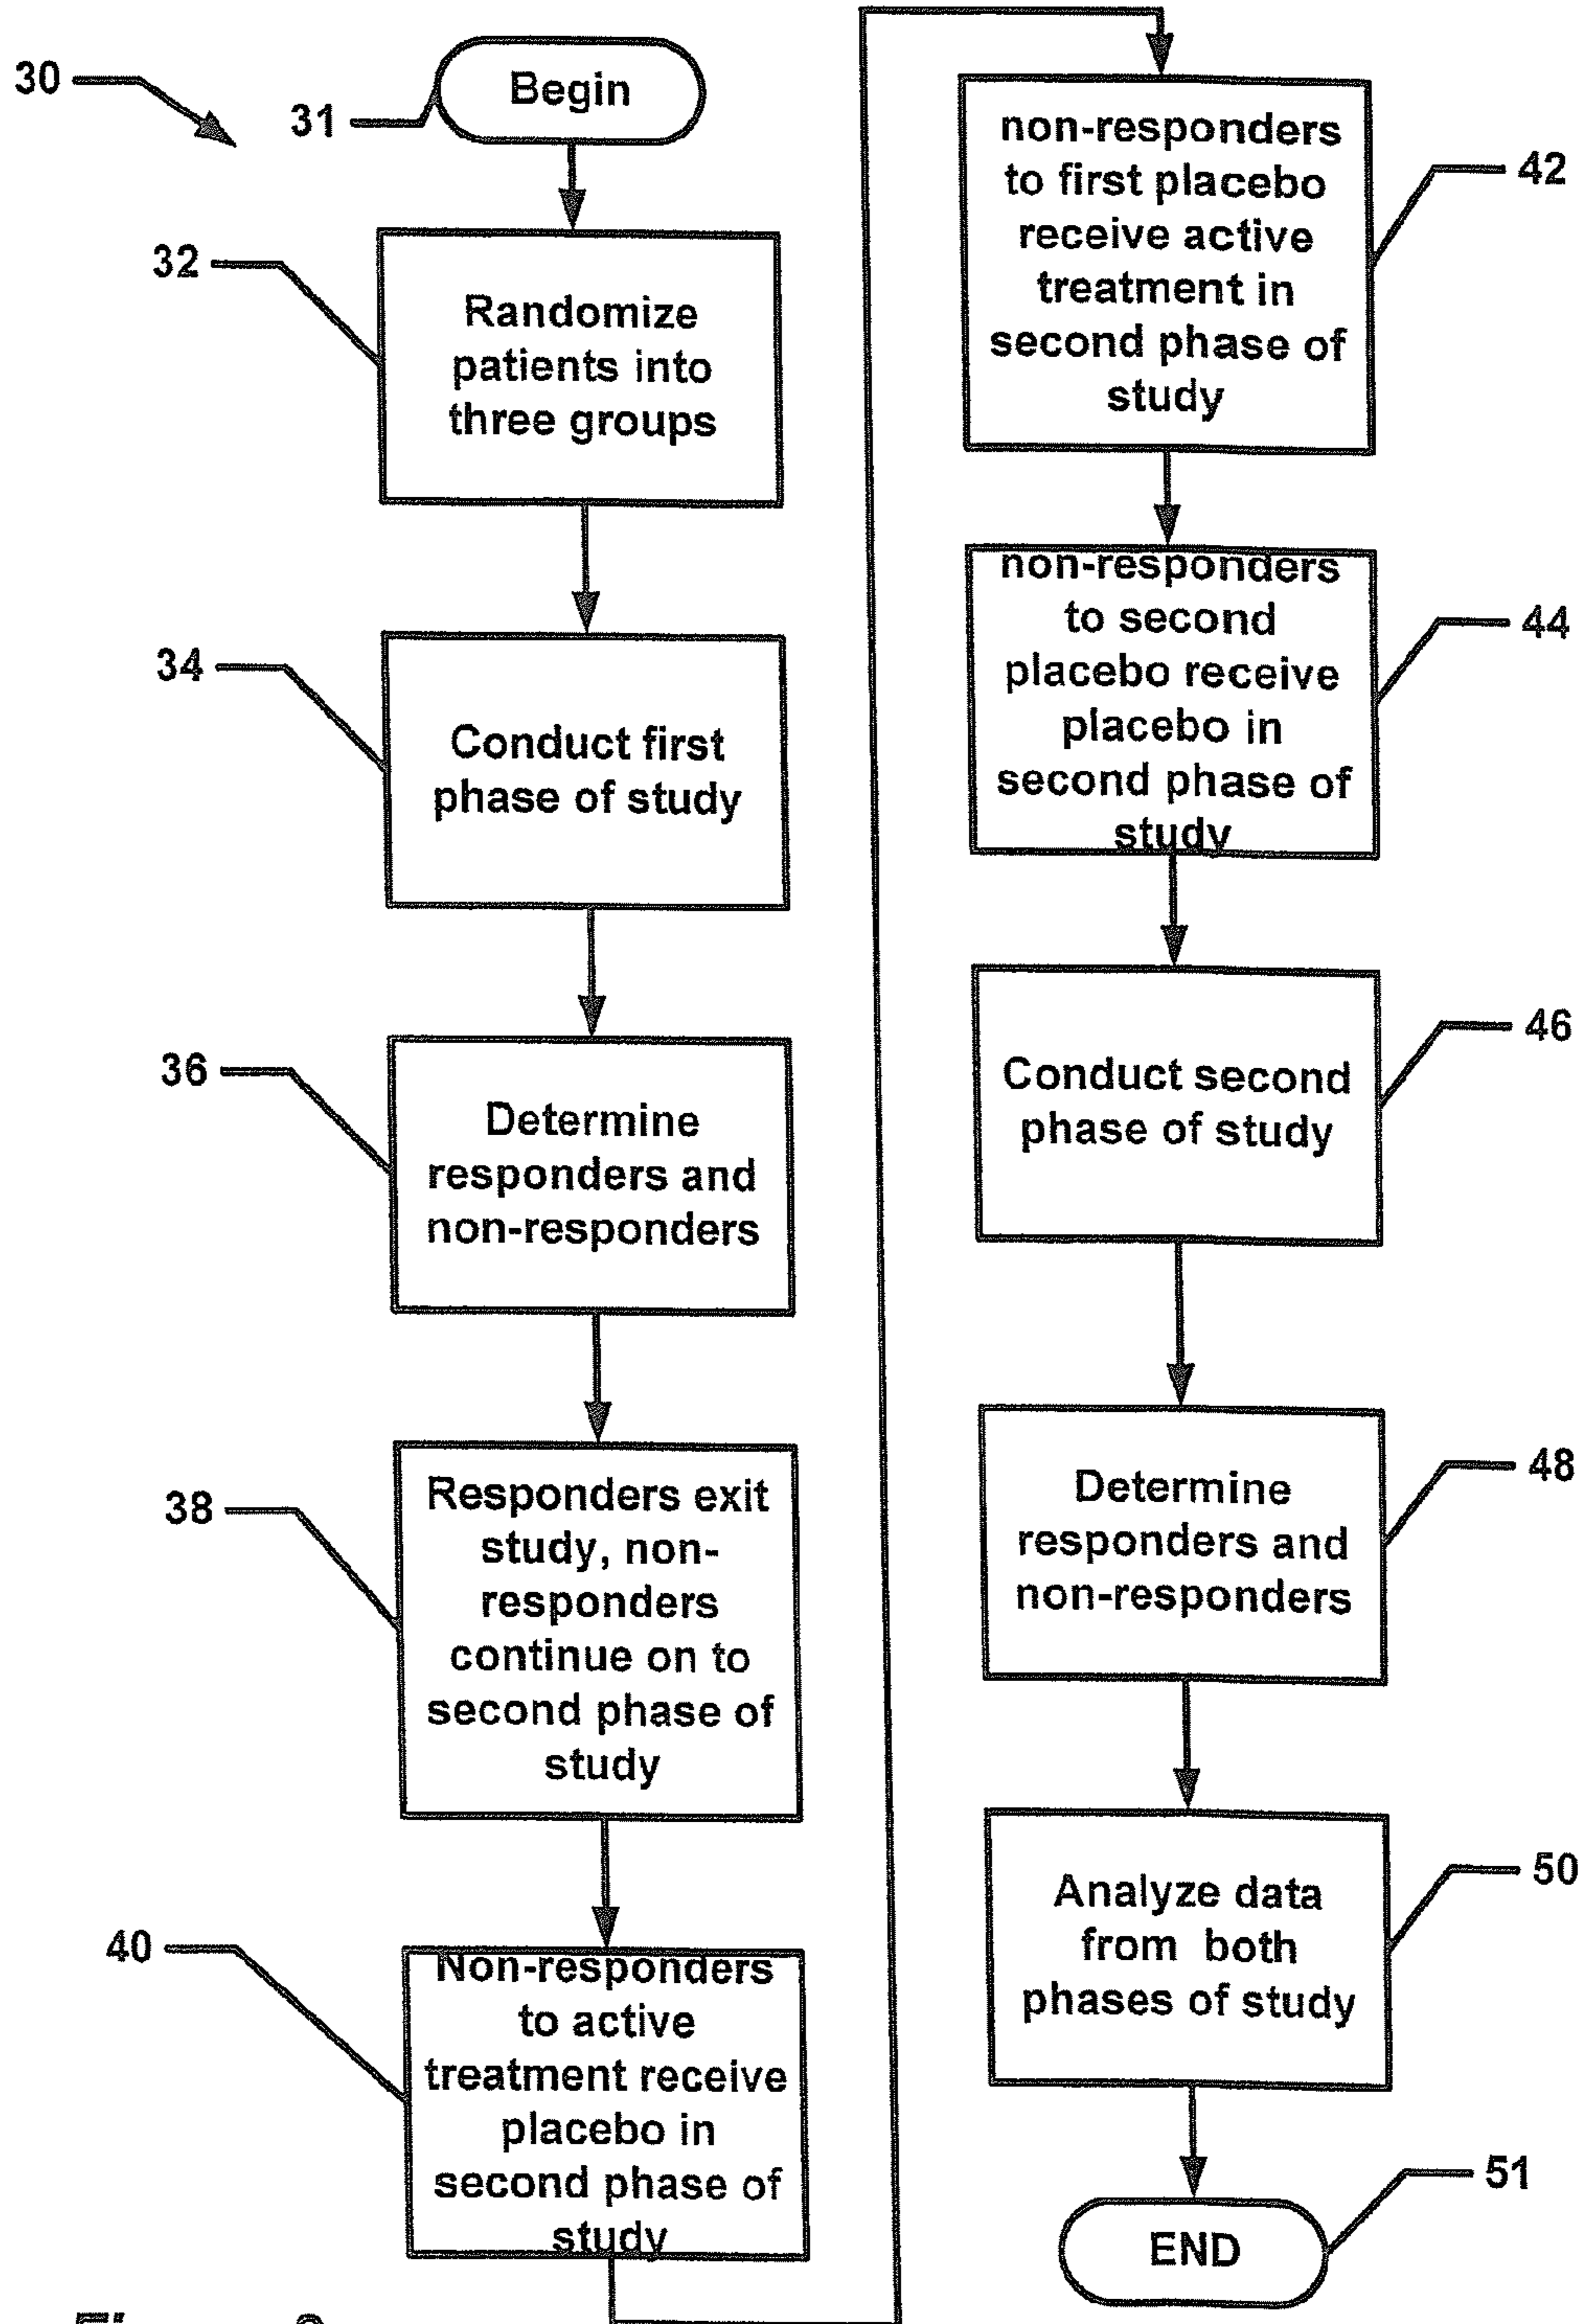 30
31
Begin
32
Randomize
patients into
three groups
34
Conduct first
phase of study
36
Determine
responders and
non-responders
38
Responders exit
study, non-
responders
continue on to
second phase of
study
40
Non-responders
to active
treatment receive
placebo in
second phase of
study
non-responders
to first placebo
receive active
treatment in
second phase of
study
42
non-responders
to second
placebo receive
placebo in
second phase of
study
44
Conduct second
phase of study
46
Determine
responders and
non-responders
48
Analyze data
from both
phases of study
50
END
51